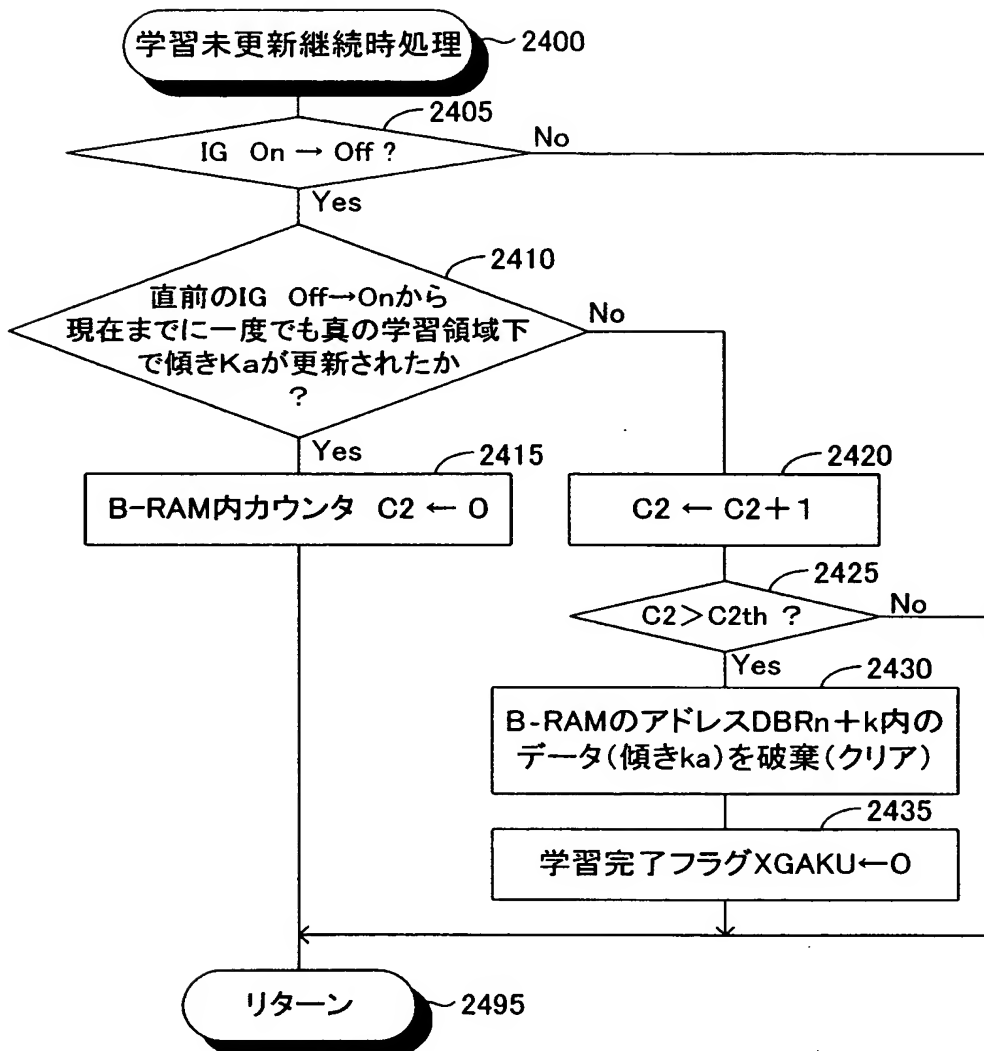 学習未更新継続時処理
2400
2405
IG On → Off ?
No
Yes
2410
直前のIG Off→Onから
現在までに一度でも真の学習領域下
で傾きKaが更新されたか
?
No
Yes
2415
B-RAM内カウンタ C2 ← 0
2420
C2 ← C2+1
2425
C2>C2th ?
No
Yes
2430
B-RAMのアドレスDBRn+k内の
データ(傾きka)を破棄(クリア)
2435
学習完了フラグXGAKU←0
リターン
2495